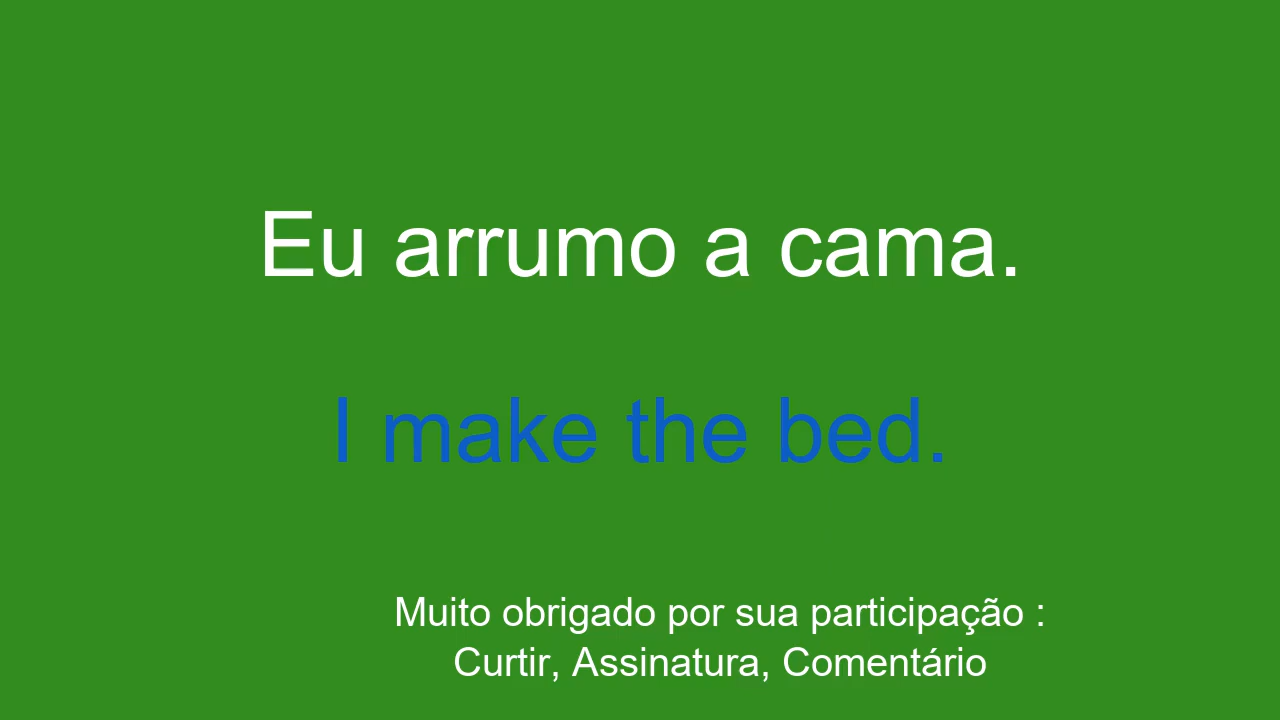 Eu arrumo a cama.
I make the bed.
Muito obrigado por sua participação :
Curtir, Assinatura, Comentário